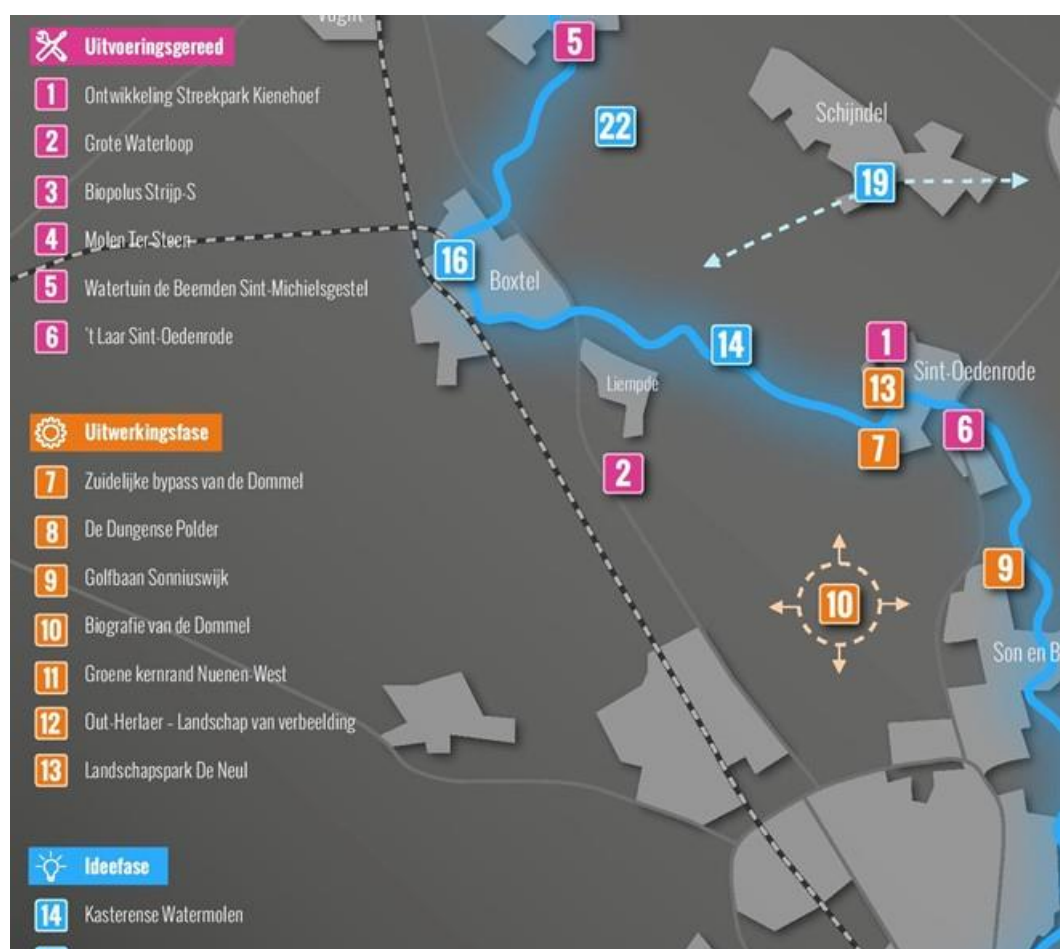 Vught
Uitvoeringsgereed
1 Ontwikkeling Streekpark Kienehoef
2 Grote Waterloop
3 Biopolus Strijp-S
4 Molen Ter Steen
5 Watertuin de Beemden Sint-Michielsgestel
6 't Laar Sint-Oedenrode
Uitwerkingsfase
7 Zuidelijke bypass van de Dommel
8 De Dungense Polder
9 Golfbaan Sonniuswijk
10 Biografie van de Dommel
11 Groene kernrand Nuenen-West
12 Out-Herlaer – Landschap van verbeelding
13 Landschapspark De Neul
Ideefase
14 Kasterense Watermolen
5
22
Schijndel
19
16
Boxtel
14
1
Sint-Oedenrode
Liempde
13
6
7
2
9
10
Son en B